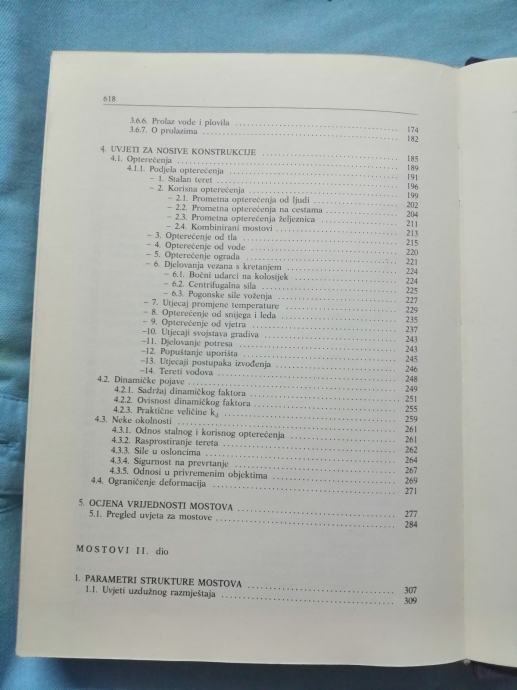 618
3.6.6. Prolaz vode i plovila 174
3.6.7. O prolazima 182
4. UVJETI ZA NOSIVE KONSTRUKCIJE 185
4.1. Opterećenja 189
4.1.1. Podjela opterećenja 191
– 1. Stalan teret 196
– 2. Korisna opterećenja 199
– 2.1. Prometna opterećenja od ljudi 202
– 2.2. Prometna opterećenja na cestama 204
– 2.3. Prometna opterećenja željeznica 211
– 2.4. Kombinirani mostovi 213
– 3. Opterećenje od tla 215
– 4. Opterećenje od vode 220
– 5. Opterećenje ograda 221
– 6. Djelovanja vezana s kretanjem 224
– 6.1. Bočni udarci na kolosijek 224
– 6.2. Centrifugalna sila 225
– 6.3. Pogonske sile voženja 227
– 7. Utjecaj promjene temperature 229
– 8. Opterećenje od snijega i leda 235
– 9. Opterećenje od vjetra 237
–10. Utjecaji svojstava gradiva 243
–11. Djelovanje potresa 243
–12. Popuštanje uporišta 245
–13. Utjecaji postupaka izvođenja 246
–14. Tereti vodova 248
4.2. Dinamičke pojave 249
4.2.1. Sadržaj dinamičkog faktora 251
4.2.2. Ovisnost dinamičkog faktora 255
4.2.3. Praktične veličine kd 259
4.3. Neke okolnosti 261
4.3.1. Odnos stalnog i korisnog opterećenja 261
4.3.2. Rasprostiranje tereta 262
4.3.3. Sile u osloncima 264
4.3.4. Sigurnost na prevrtanje 267
4.3.5. Odnosi u privremenim objektima 269
4.4. Ograničenje deformacija 271
5. OCJENA VRIJEDNOSTI MOSTOVA 277
5.1. Pregled uvjeta za mostove 284
MOSTOVI II. dio
1. PARAMETRI STRUKTURE MOSTOVA 307
1.1. Uvjeti uzdužnog razmještaja 309